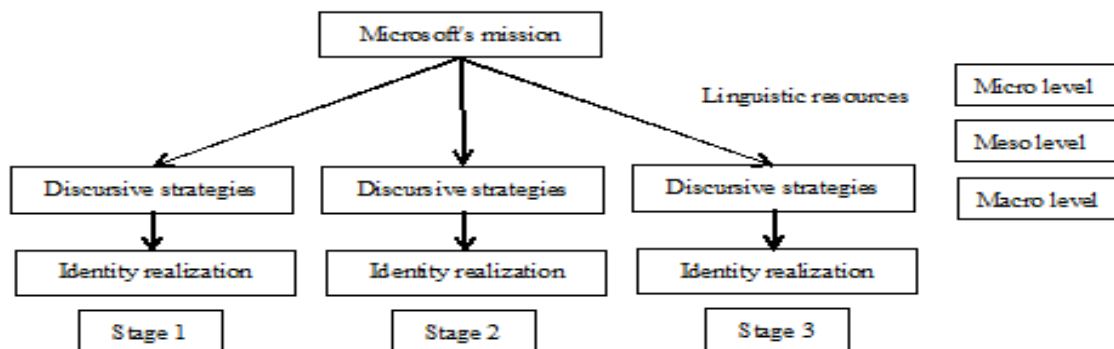 Microsoft's mission
Linguistic resources
Micro level
Meso level
Macro level
Discursive strategies
Discursive strategies
Discursive strategies
Identity realization
Identity realization
Identity realization
Stage 1
Stage 2
Stage 3